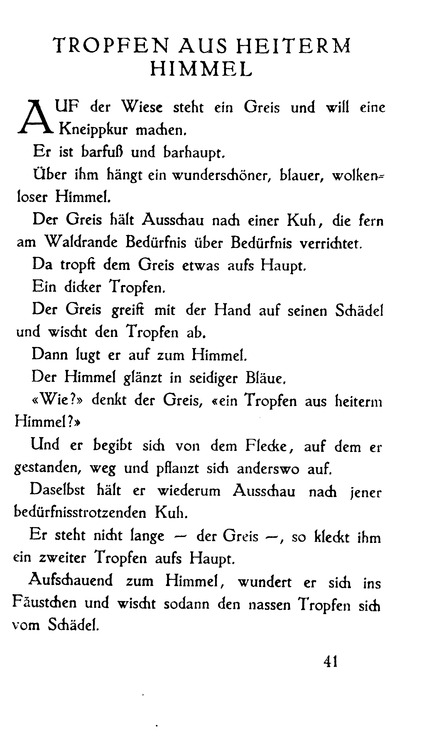 TROPFEN AUS HEITERM
HIMMEL
AUF der Wiese steht ein Greis und will eine
Kneippkur machen.
Er ist barfuß und barhaupt.
Über ihm hängt ein wunderschöner, blauer, wolken-
loser Himmel.
Der Greis hält Ausschau nach einer Kuh, die fern
am Waldrande Bedürfnis über Bedürfnis verrichtet.
Da tropft dem Greis etwas aufs Haupt.
Ein dicker Tropfen.
Der Greis greift mit der Hand auf seinen Schädel
und wischt den Tropfen ab.
Dann lugt er auf zum Himmel.
Der Himmel glänzt in seidiger Bläue.
«Wie?» denkt der Greis, «ein Tropfen aus heiterm
Himmel?»
Und er begibt sich von dem Flecke, auf dem er
gestanden, weg und pflanzt sich anderswo auf.
Daselbst hält er wiederum Ausschau nach jener
bedürfnisstrotzenden Kuh.
Er steht nicht lange — der Greis —, so kleckt ihm
ein zweiter Tropfen aufs Haupt.
Aufschauend zum Himmel, wundert er sich ins
Fäustchen und wischt sodann den nassen Tropfen sich
vom Schädel.
41